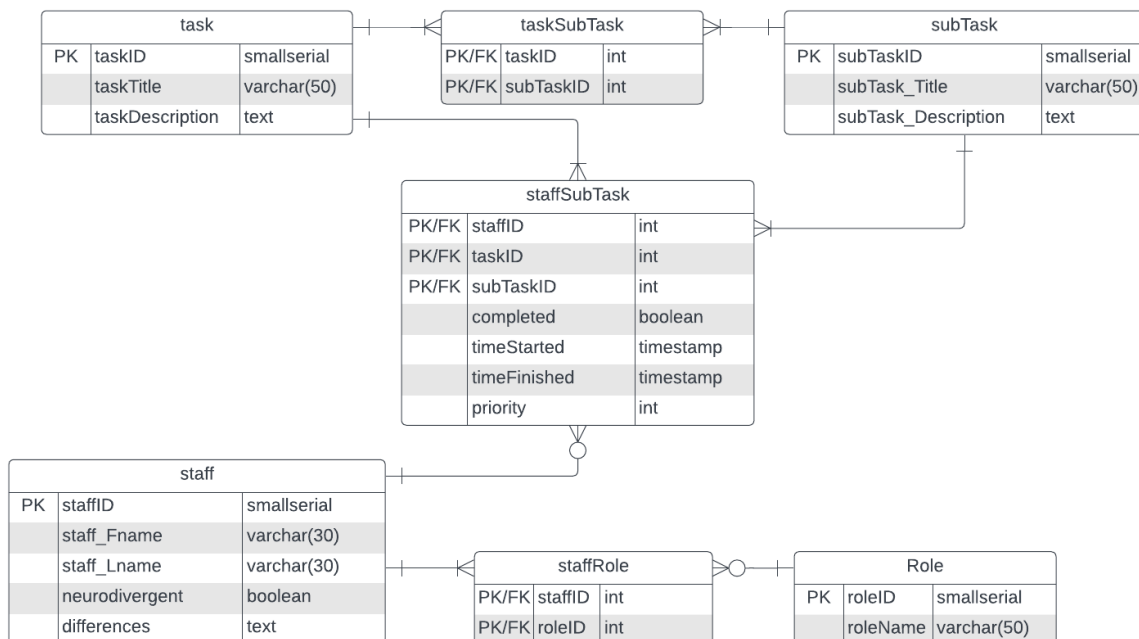 task
PK taskID smallserial
taskTitle varchar(50)
taskDescription text
taskSubTask
PK/FK taskID int
PK/FK subTaskID int
subTask
PK subTaskID smallserial
subTask_Title varchar(50)
subTask_Description text
staffSubTask
PK/FK staffID int
PK/FK taskID int
PK/FK subTaskID int
completed boolean
timeStarted timestamp
timeFinished timestamp
priority int
staff
PK staffID smallserial
staff_Fname varchar(30)
staff_Lname varchar(30)
neurodivergent boolean
differences text
staffRole
PK/FK staffID int
PK/FK roleID int
Role
PK roleID smallserial
roleName varchar(50)